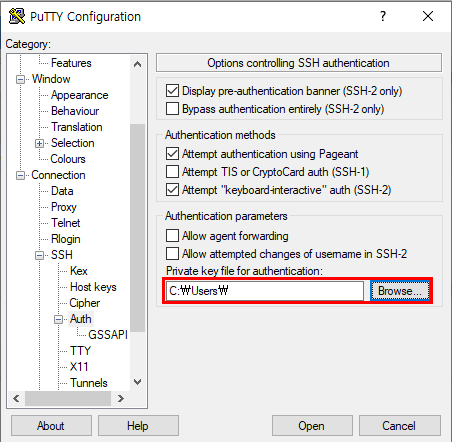 PuTTY Configuration
?
Category:
Features
Window
Appearance
Behaviour
Translation
Selection
Colours
Connection
Data
Proxy
Telnet
Rlogin
SSH
Kex
Host keys
Cipher
Auth
GSSAPI
TTY
X11
Tunnels
Options controlling SSH authentication
Display pre-authentication banner (SSH-2 only)
Bypass authentication entirely (SSH-2 only)
Authentication methods
Attempt authentication using Pageant
Attempt TIS or CryptoCard auth (SSH-1)
Attempt "keyboard-interactive" auth (SSH-2)
Authentication parameters
Allow agent forwarding
Allow attempted changes of username in SSH-2
Private key file for authentication:
C:₩Users₩ Browse...
About Help Open Cancel